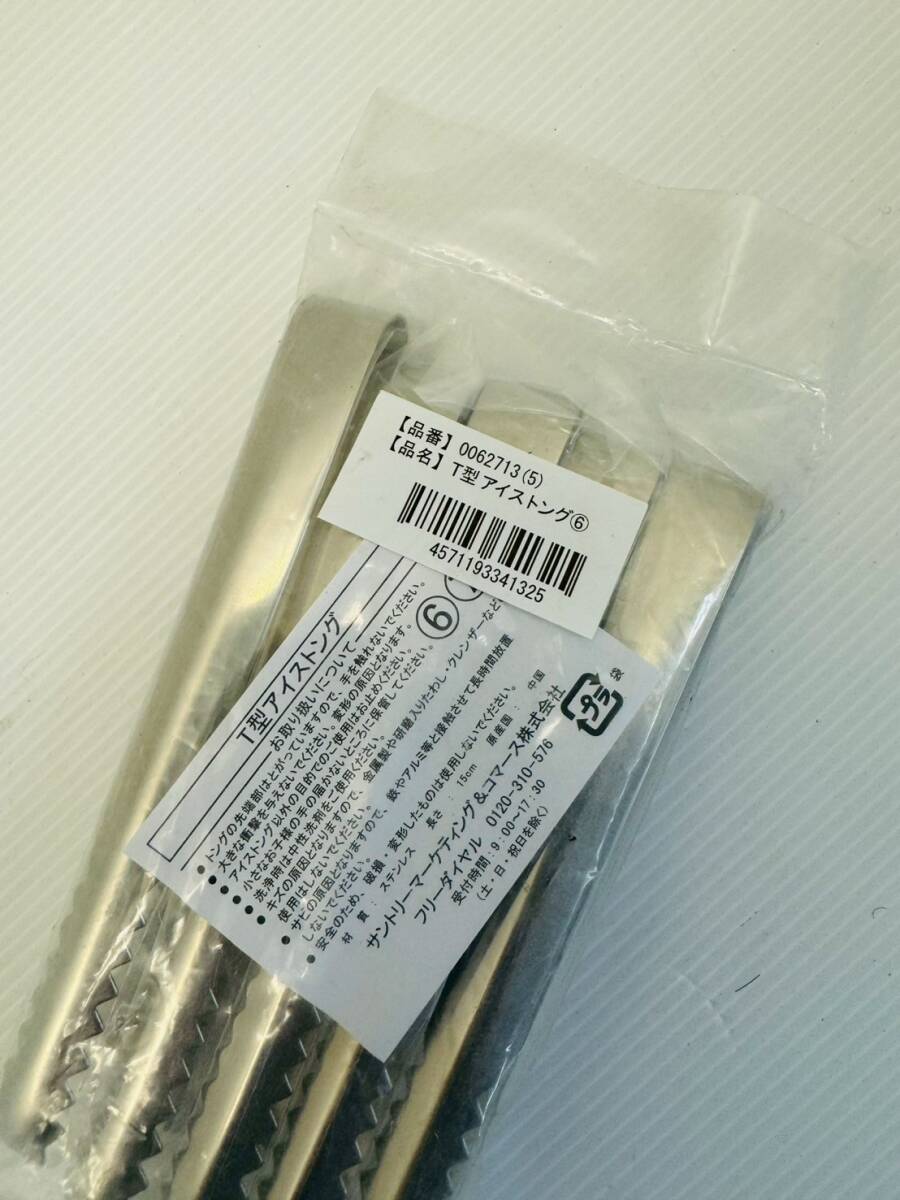 【品番】 0062713(5)
【品名】 T型 アイストング⑥
4571193341325
T型アイストング
お取り扱いについて
●トングの先端部はとがっていますので、手を触れないでください。
●大きな衝撃を与えないでください。変形の原因となります。
●アイストング以外の目的でのご使用はお止めください。
●小さなお子様の手の届かないところに保管してください。
●洗浄時は中性洗剤をご使用ください。
●キズの原因となりますので、金属製や研磨入りたわし・クレンザーなど
使用はしないでください。
●サビの原因となりますので、鉄やアルミ等と接触させて長時間放置
しないでください。
●安全のため、破損・変形したものは使用しないでください。
材質: ステンレス 長さ: 15cm 原産国: 中国
サントリーマーケティング&コマース株式会社
フリーダイヤル 0120-310-576
受付時間:9:00~17:30
(土・日・祝日を除く)
⑥
プラ
袋